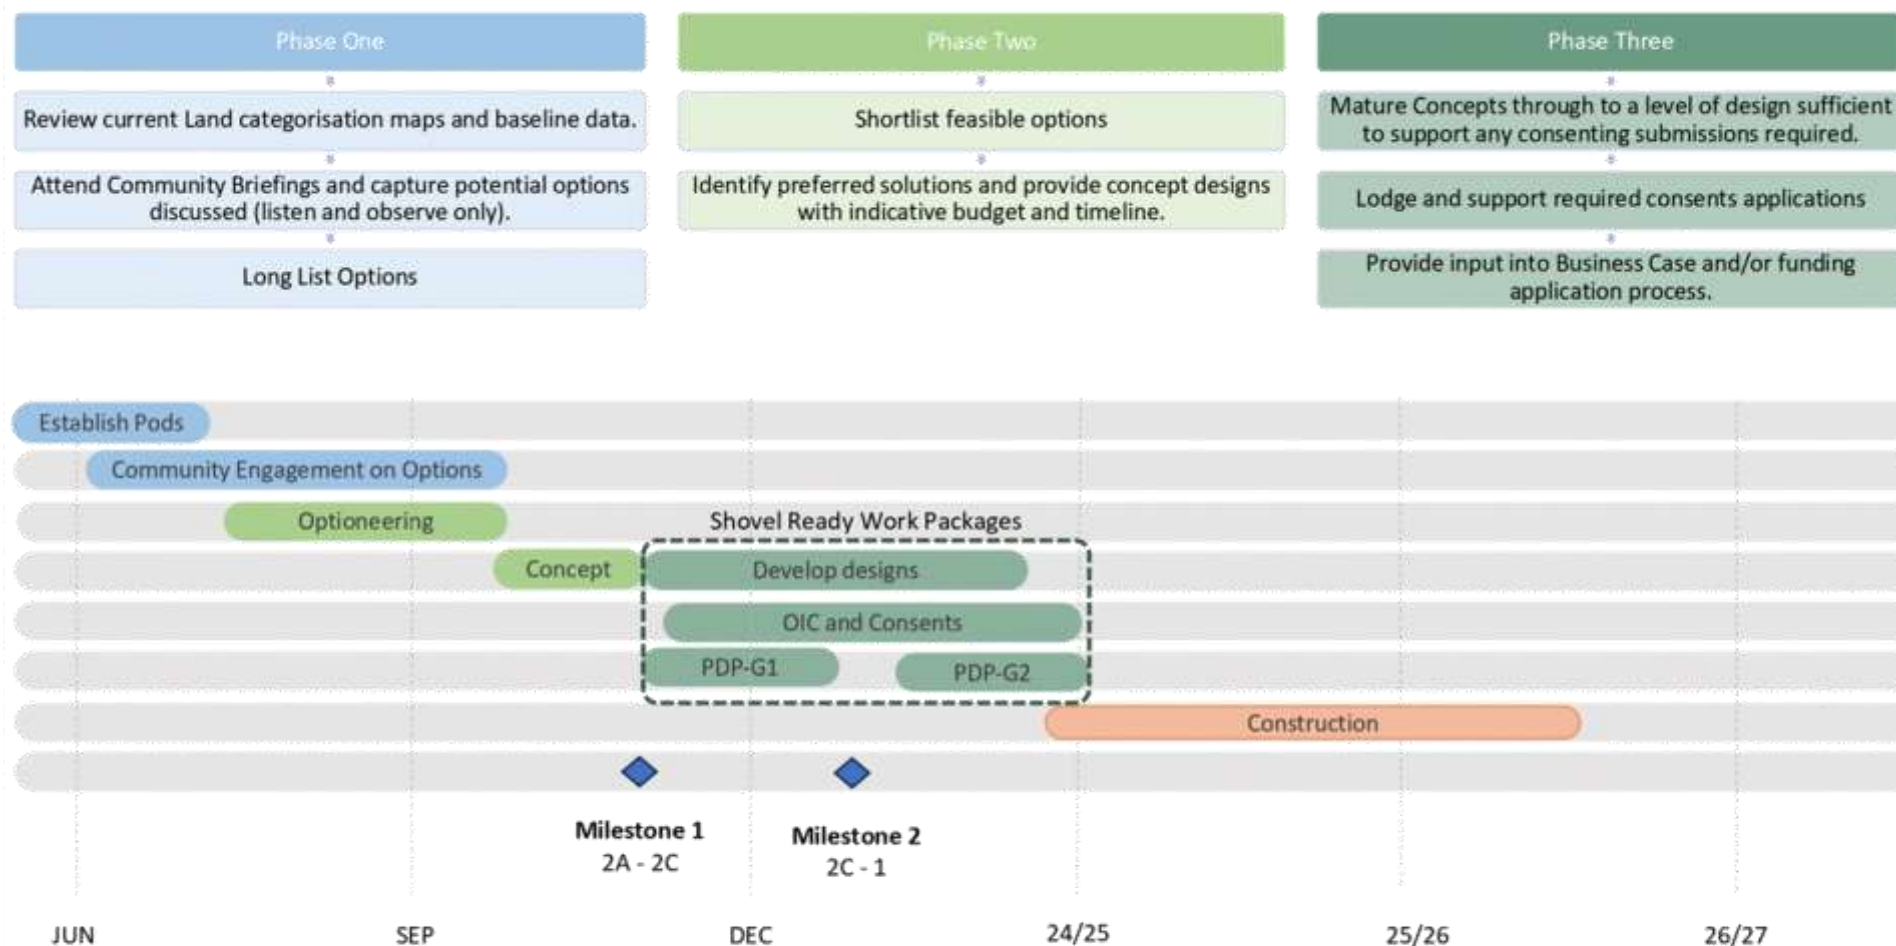 Phase One
Review current Land categorisation maps and baseline data.
Attend Community Briefings and capture potential options
discussed (listen and observe only).
Long List Options
Phase Two
Shortlist feasible options
Identify preferred solutions and provide concept designs
with indicative budget and timeline.
Phase Three
Mature Concepts through to a level of design sufficient
to support any consenting submissions required.
Lodge and support required consents applications
Provide input into Business Case and/or funding
application process.
Establish Pods
Community Engagement on Options
Optioneering
Shovel Ready Work Packages
Concept
Develop designs
OIC and Consents
PDP-G1
PDP-G2
Construction
Milestone 1
2A - 2C
Milestone 2
2C - 1
JUN
SEP
DEC
24/25
25/26
26/27